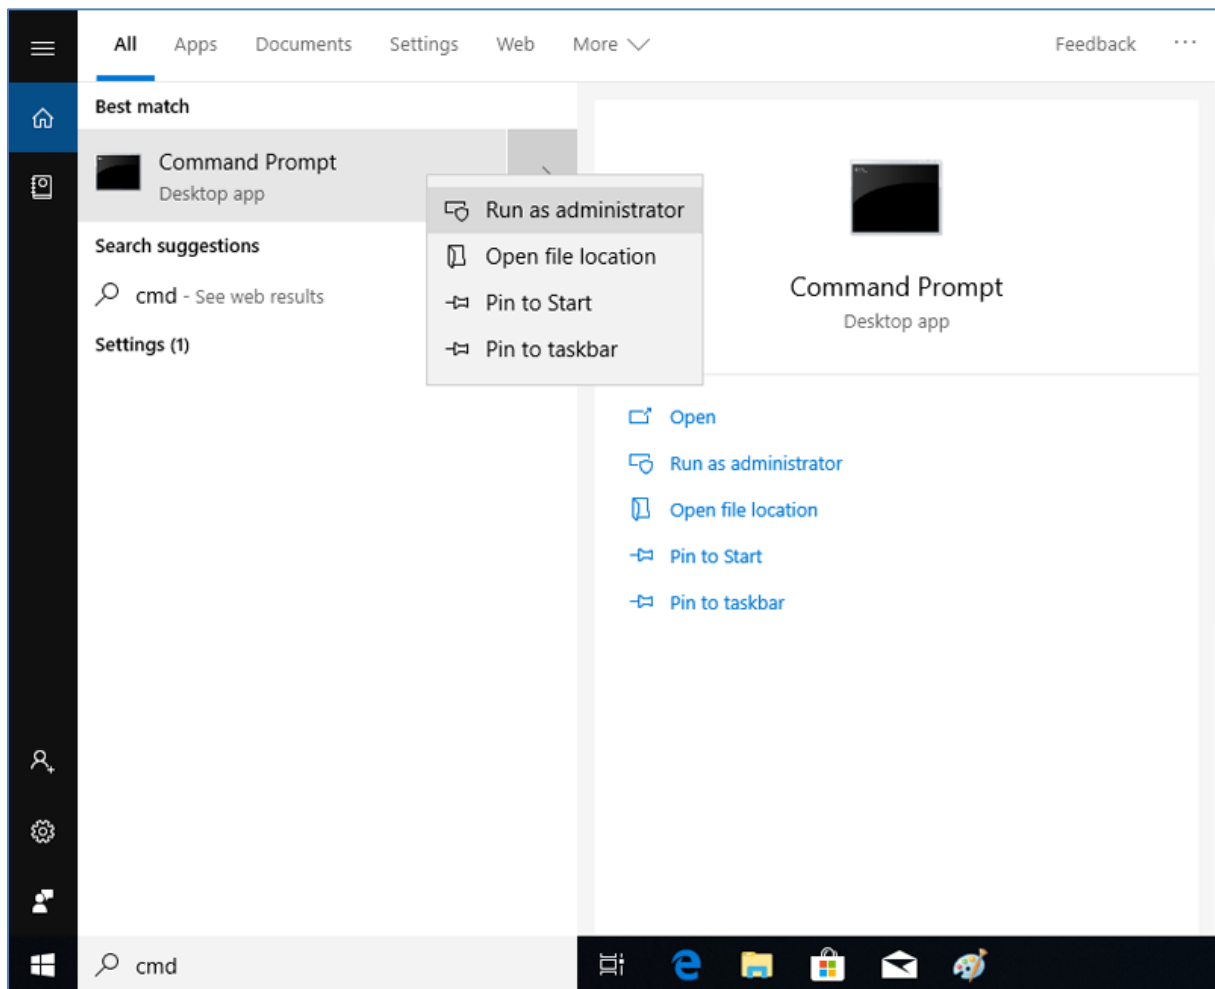 All Apps Documents Settings Web More Feedback ...
Best match
Command Prompt
Desktop app
Search suggestions
cmd - See web results
Settings (1)
Run as administrator
Open file location
Pin to Start
Pin to taskbar
Command Prompt
Desktop app
Open
Run as administrator
Open file location
Pin to Start
Pin to taskbar
cmd